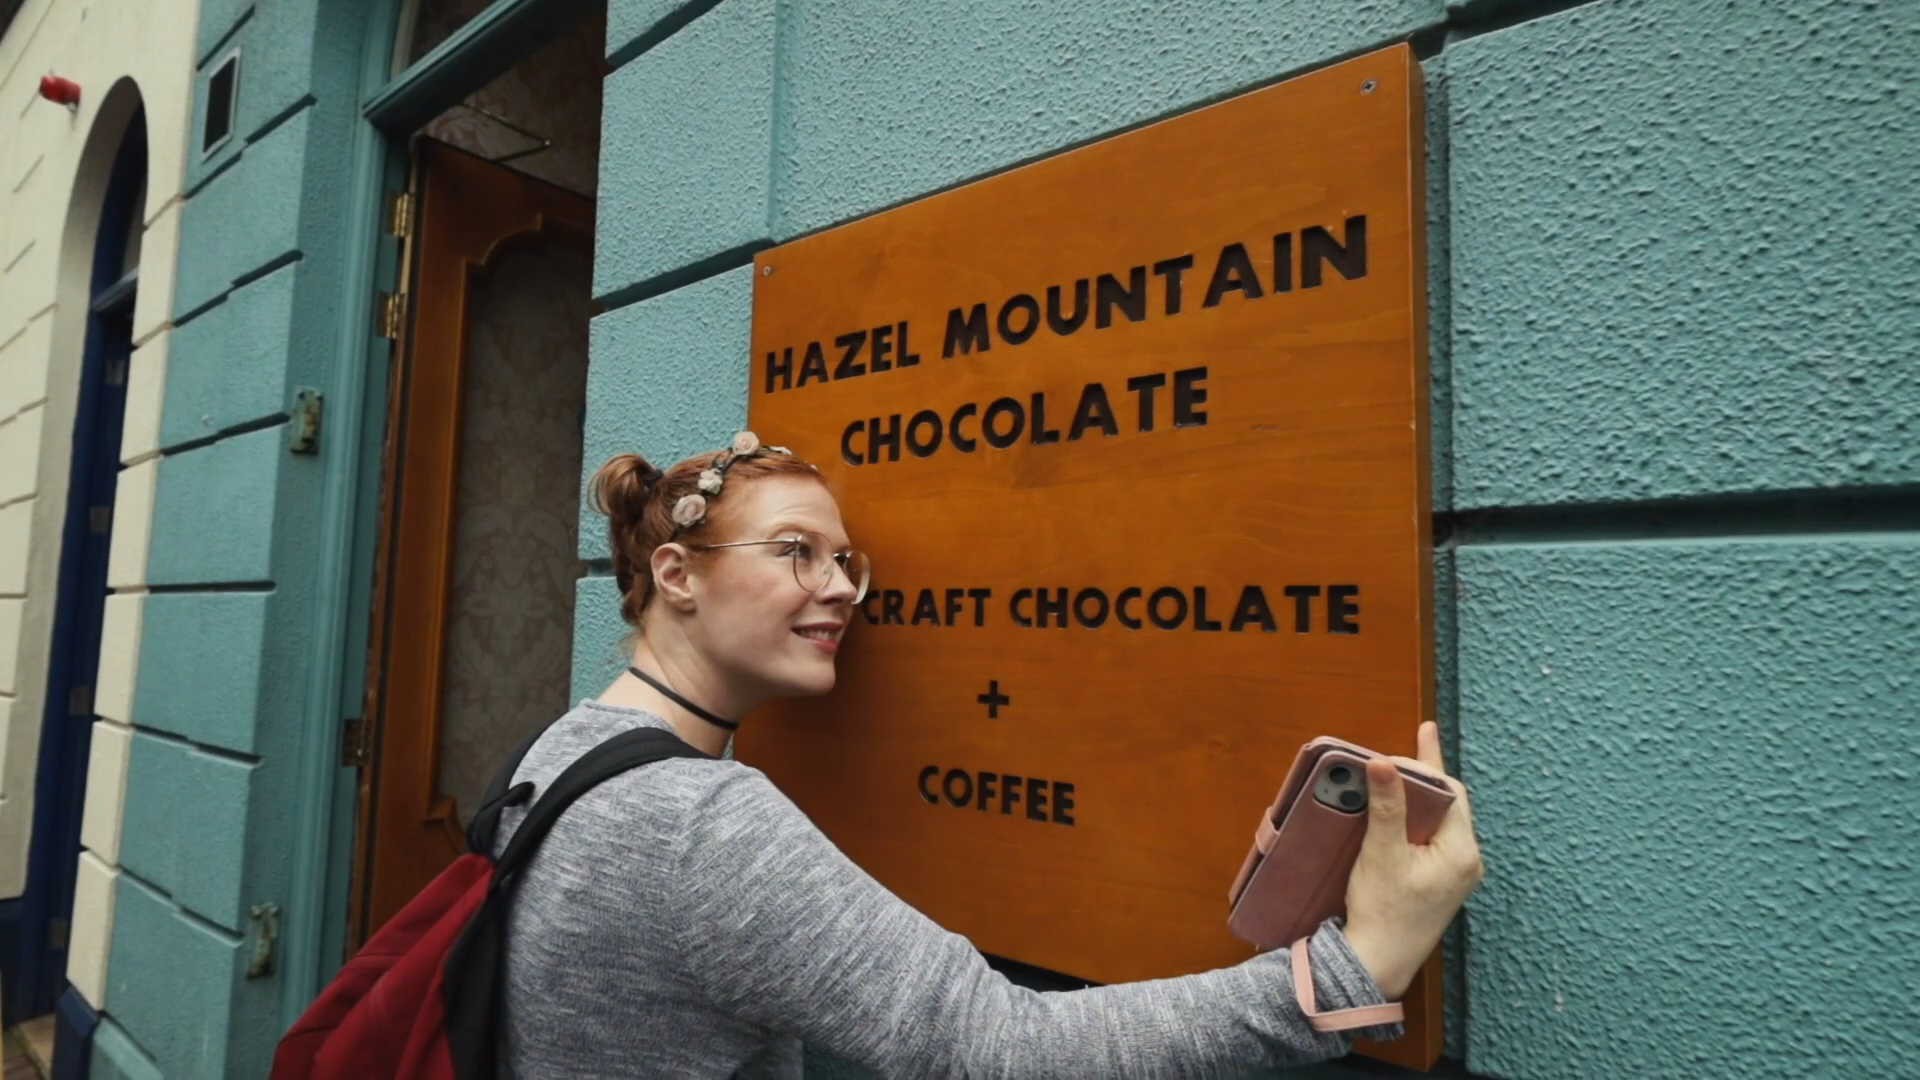 HAZEL MOUNTAIN
CHOCOLATE
CRAFT CHOCOLATE
+
COFFEE